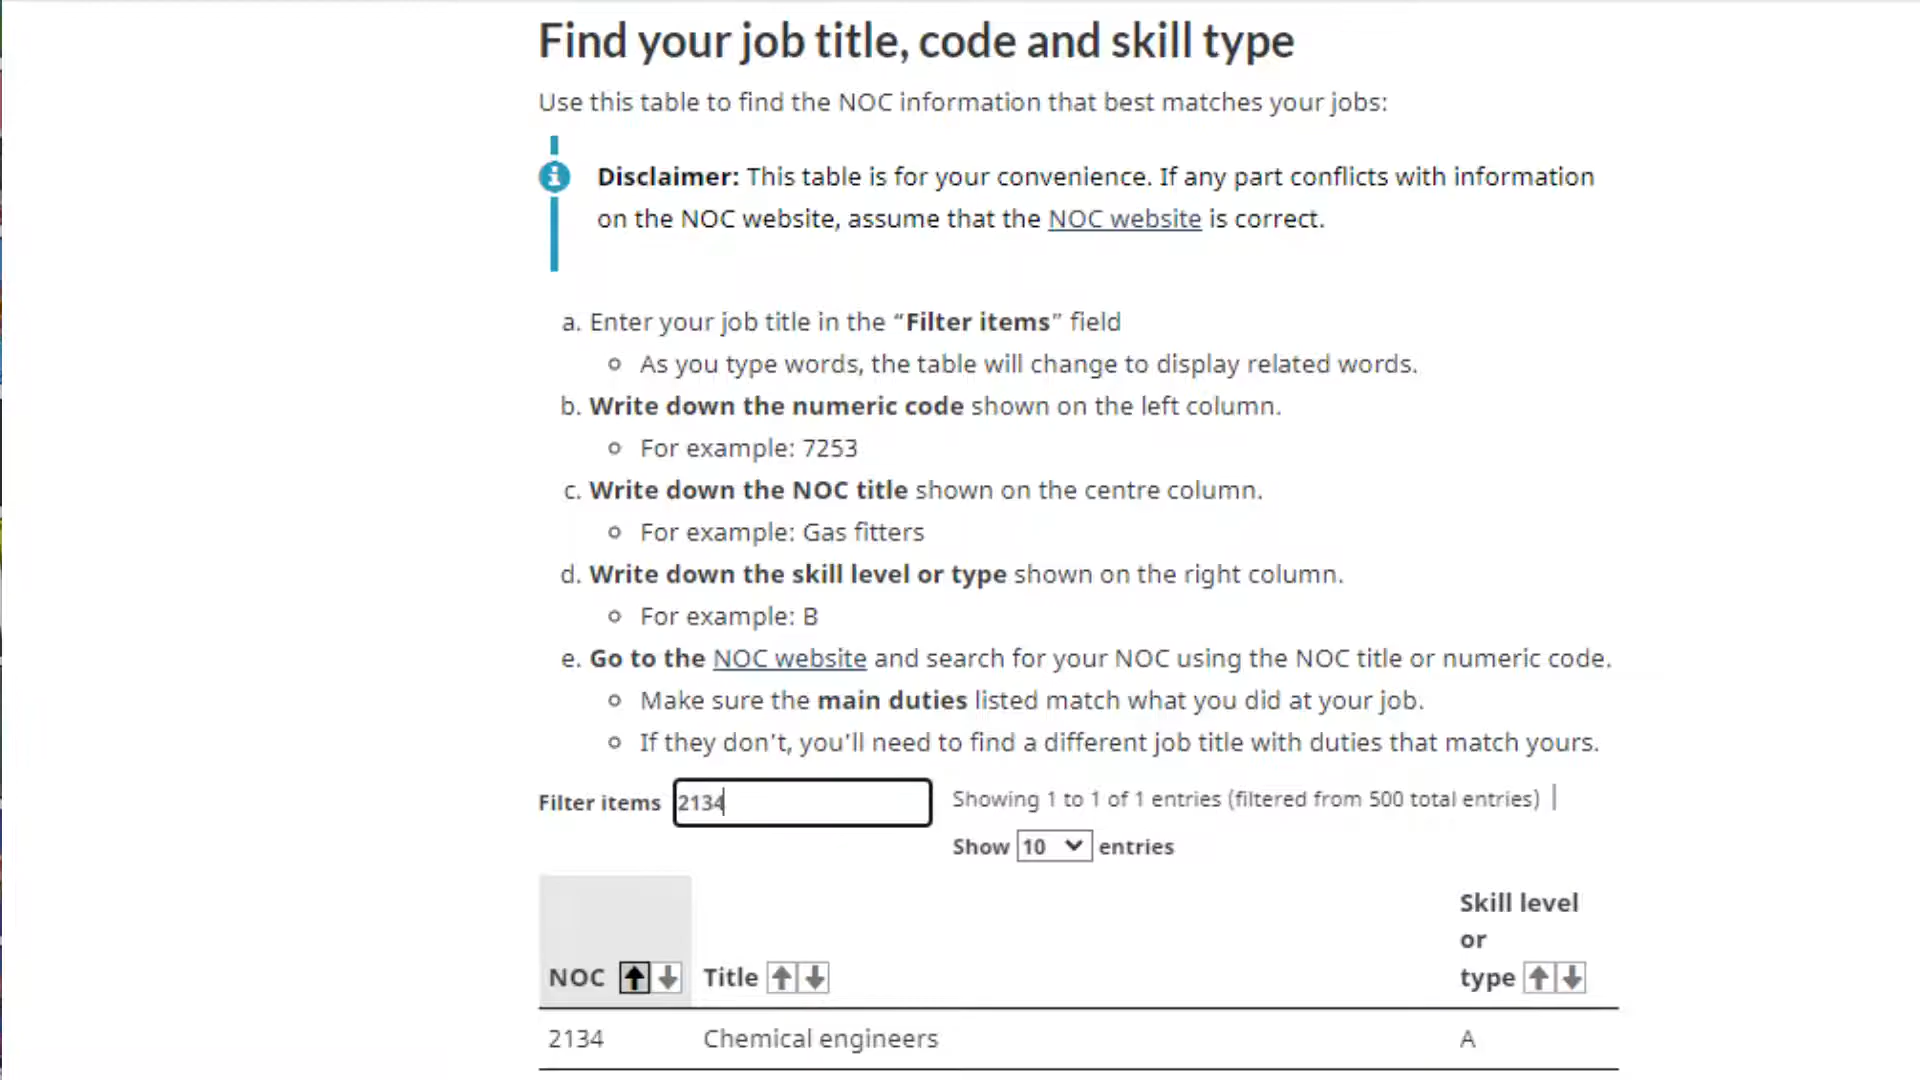 Find your job title, code and skill type
Use this table to find the NOC information that best matches your jobs:
Disclaimer: This table is for your convenience. If any part conflicts with information
on the NOC website, assume that the NOC website is correct.
a. Enter your job title in the “Filter items” field
As you type words, the table will change to display related words.
b. Write down the numeric code shown on the left column.
For example: 7253
c. Write down the NOC title shown on the centre column.
For example: Gas fitters
d. Write down the skill level or type shown on the right column.
For example: B
e. Go to the NOC website and search for your NOC using the NOC title or numeric code.
Make sure the main duties listed match what you did at your job.
If they don't, you'll need to find a different job title with duties that match yours.
Filter items 2134 Showing 1 to 1 of 1 entries (filtered from 500 total entries) |
Show 10 entries
Skill level
or
NOC Title type
2134 Chemical engineers A